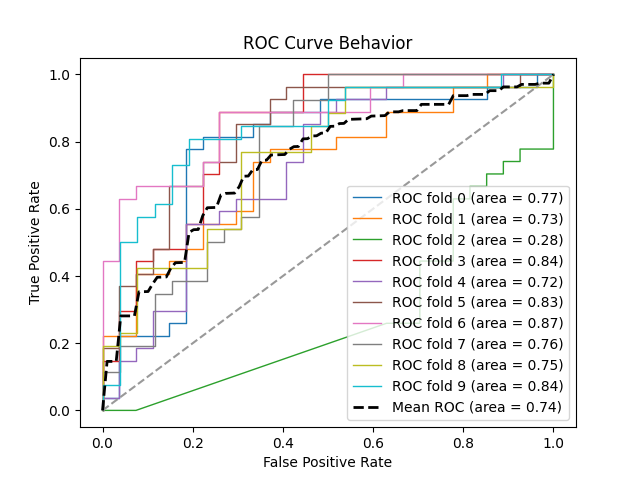 ROC Curve Behavior
1.0
0.8
0.6
0.4
0.2
0.0
True Positive Rate
ROC fold 0 (area = 0.77)
ROC fold 1 (area = 0.73)
ROC fold 2 (area = 0.28)
ROC fold 3 (area = 0.84)
ROC fold 4 (area = 0.72)
ROC fold 5 (area = 0.83)
ROC fold 6 (area = 0.87)
ROC fold 7 (area = 0.76)
ROC fold 8 (area = 0.75)
ROC fold 9 (area = 0.84)
Mean ROC (area = 0.74)
0.0 0.2 0.4 0.6 0.8 1.0
False Positive Rate